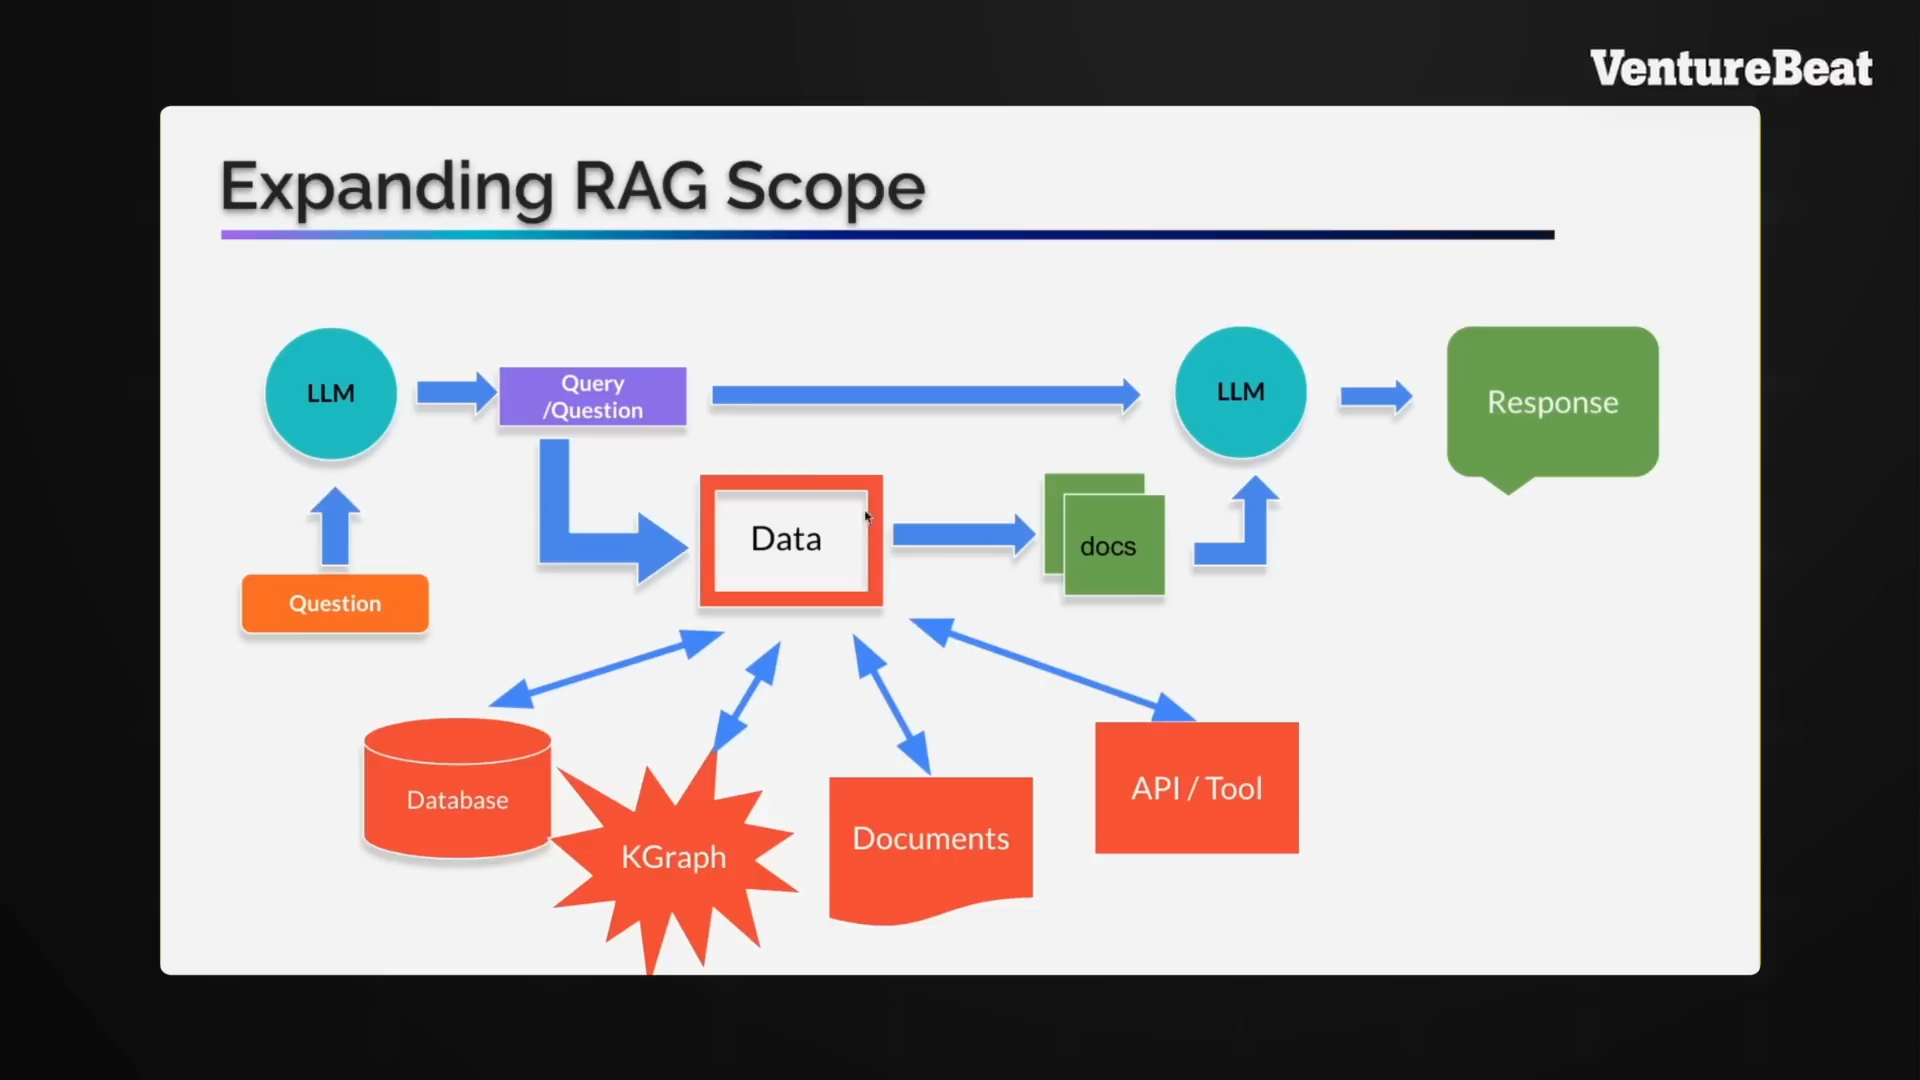 VentureBeat
Expanding RAG Scope
LLM
Query
/Question
LLM
Response
Data
docs
Question
Database
KGraph
Documents
API / Tool